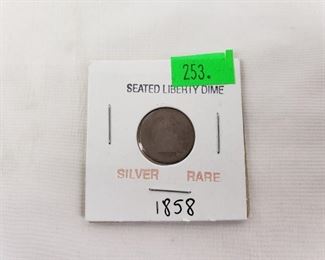 253.
SEATED LIBERTY DIME
SILVER RARE
1858